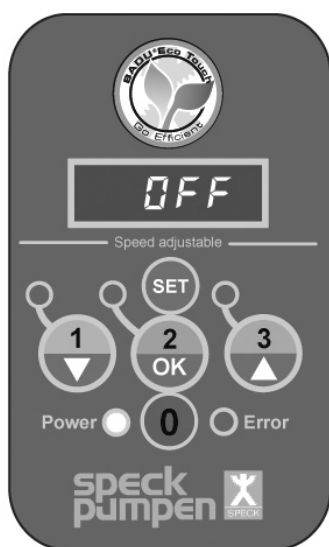 BADU®Eco Touch
Go Efficient
OFF
Speed adjustable
SET
1 2 3
OK
Power 0 Error
speck
pumpen
SPECK